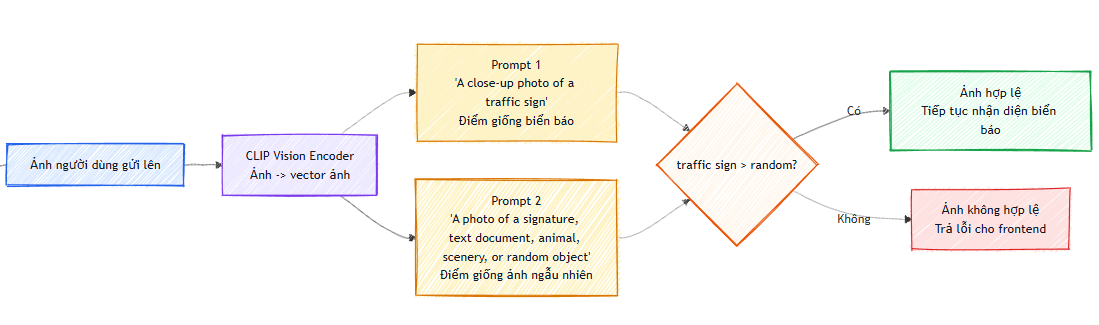 Ảnh người dùng gửi lên
CLIP Vision Encoder
Ảnh -> vector ảnh
Prompt 1
'A close-up photo of a
traffic sign'
Điểm giống biển báo
Prompt 2
'A photo of a signature,
text document, animal,
scenery, or random object'
Điểm giống ảnh ngẫu nhiên
traffic sign > random?
Có
Ảnh hợp lệ
Tiếp tục nhận diện biển
báo
Không
Ảnh không hợp lệ
Trả lỗi cho frontend